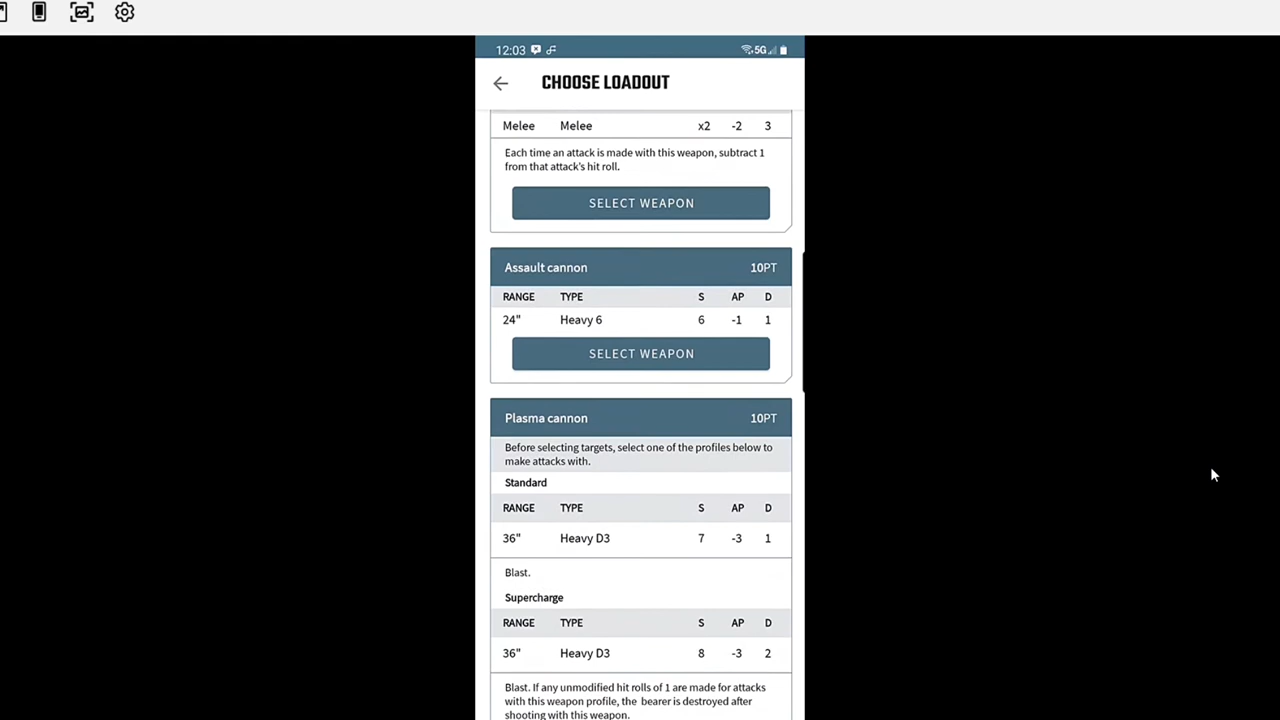 12:03 5G
CHOOSE LOADOUT
Melee Melee x2 -2 3
Each time an attack is made with this weapon, subtract 1
from that attack's hit roll.
SELECT WEAPON
Assault cannon 10PT
RANGE TYPE S AP D
24" Heavy 6 6 -1 1
SELECT WEAPON
Plasma cannon 10PT
Before selecting targets, select one of the profiles below to
make attacks with.
Standard
RANGE TYPE S AP D
36" Heavy D3 7 -3 1
Blast.
Supercharge
RANGE TYPE S AP D
36" Heavy D3 8 -3 2
Blast. If any unmodified hit rolls of 1 are made for attacks
with this weapon profile, the bearer is destroyed after
shooting with this weapon.